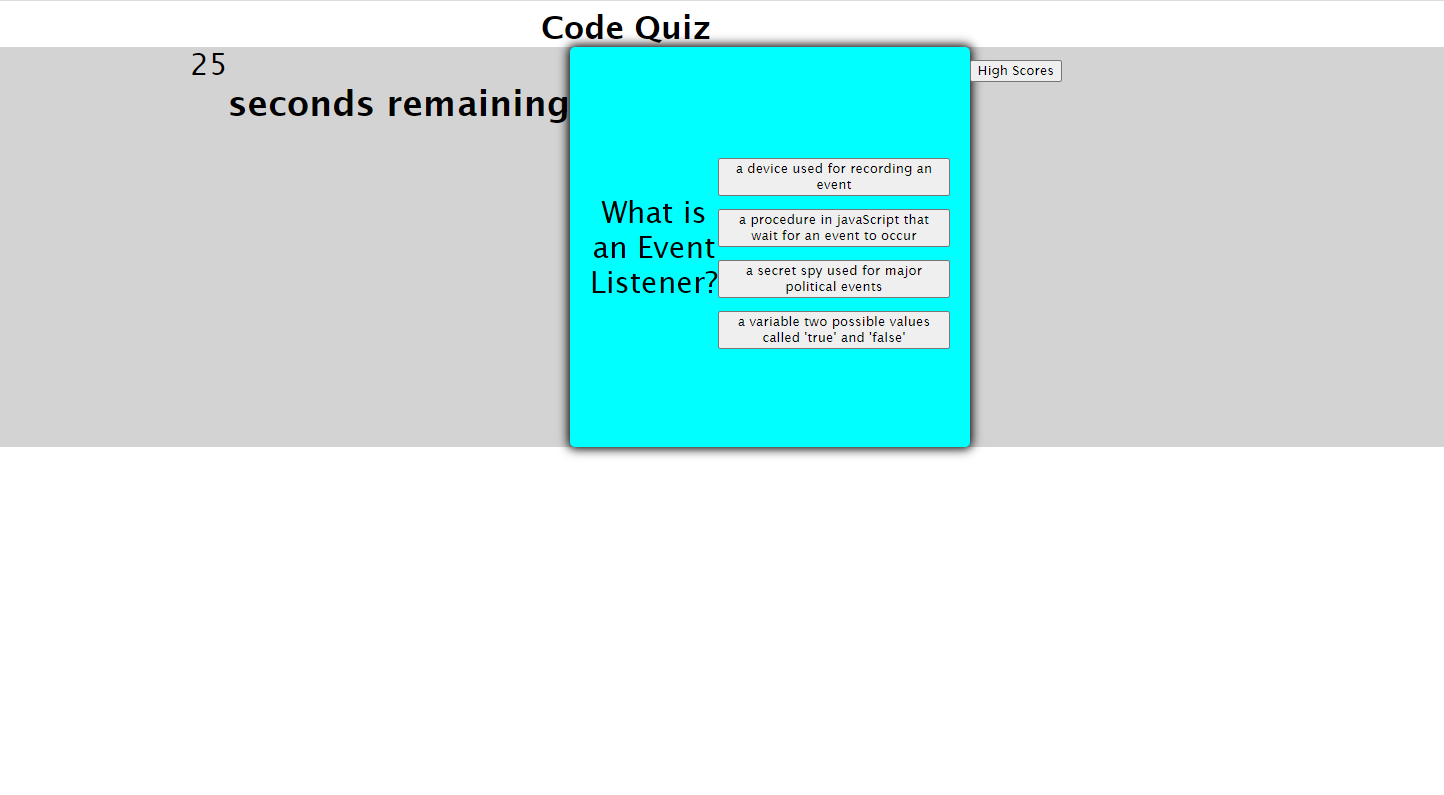 Code Quiz
25
seconds remaining
High Scores
What is
an Event
Listener?
a device used for recording an
event
a procedure in javaScript that
wait for an event to occur
a secret spy used for major
political events
a variable two possible values
called 'true' and 'false'